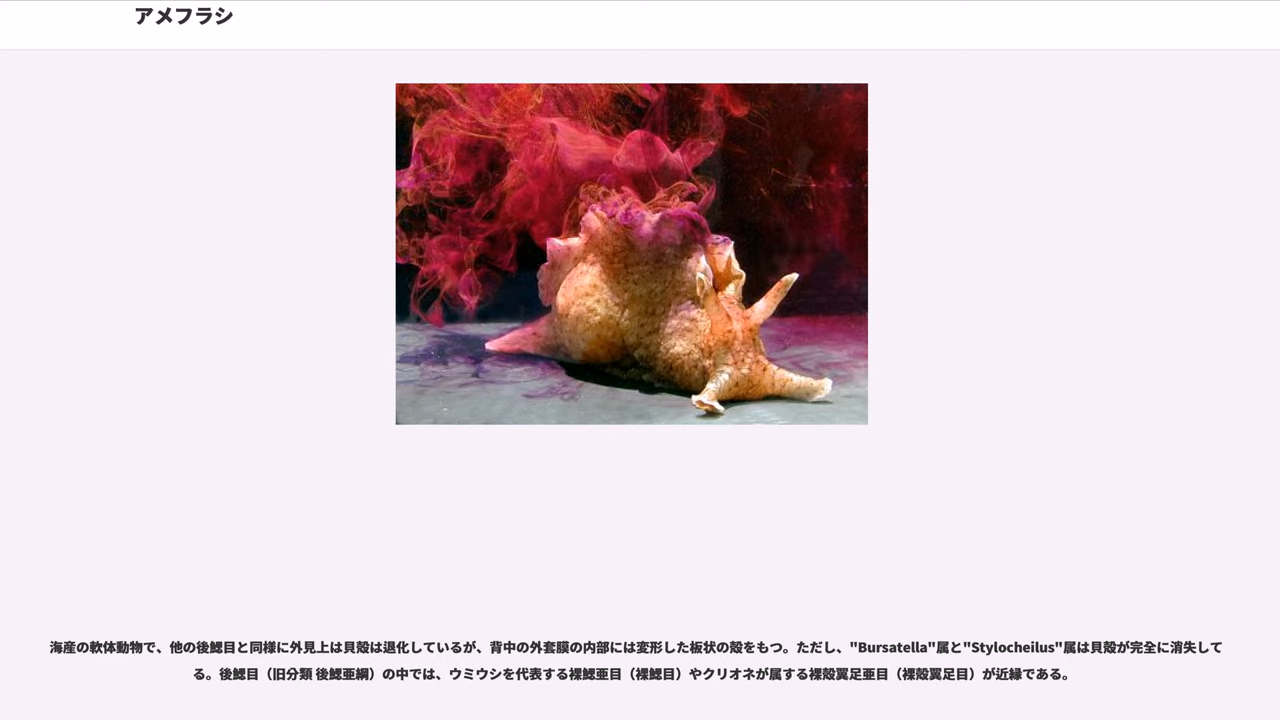 アメフラシ
海産の軟体動物で、他の後鰓目と同様に外見上は貝殻は退化しているが、背中の外套膜の内部には変形した板状の殻をもつ。ただし、"Bursatella"属と"Stylocheilus"属は貝殻が完全に消失して
る。後鰓目（旧分類 後鰓亜綱）の中では、ウミウシを代表する裸鰓亜目（裸鰓目）やクリオネが属する裸殻翼足亜目（裸殻翼足目）が近縁である。